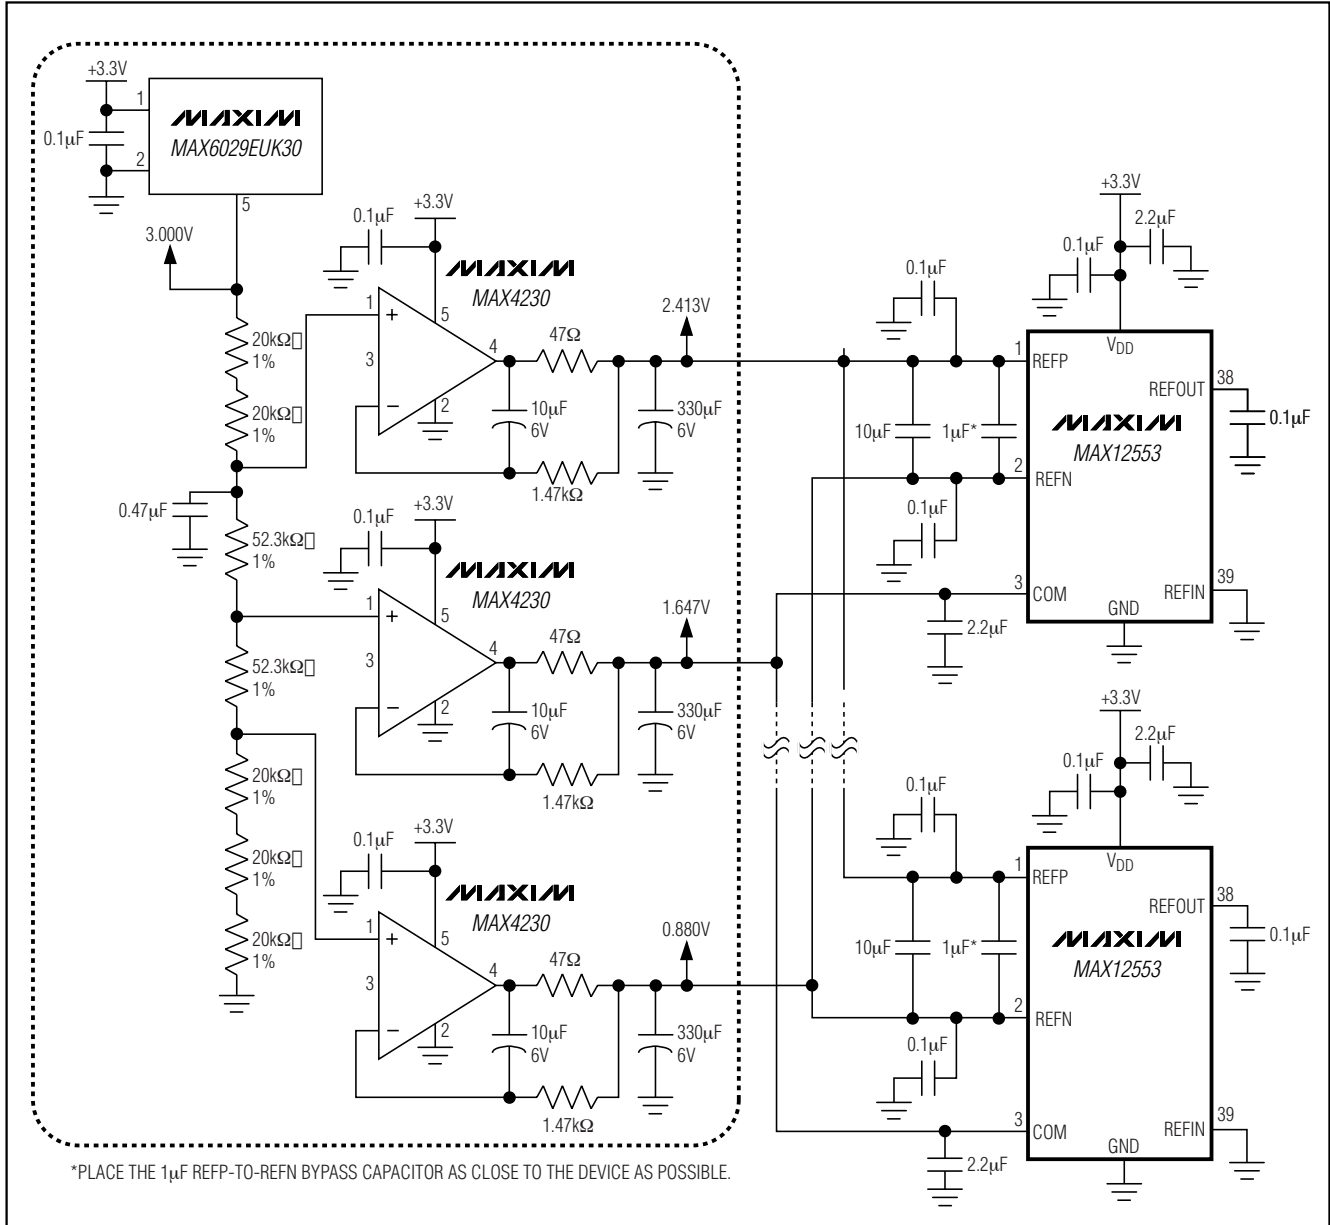 +3.3V
1
MAXIM
MAX6029EUK30
0.1µF
2
5
3.000V
20kΩ▯
1%
20kΩ▯
1%
0.47µF
52.3kΩ▯
1%
52.3kΩ▯
1%
20kΩ▯
1%
20kΩ▯
1%
20kΩ▯
1%
0.1µF
+3.3V
MAXIM
MAX4230
1
+
5
3
4
−
2
47Ω
10µF
6V
1.47kΩ
330µF
6V
2.413V
0.1µF
+3.3V
MAXIM
MAX4230
1
+
5
3
4
−
2
47Ω
10µF
6V
1.47kΩ
330µF
6V
1.647V
0.1µF
+3.3V
MAXIM
MAX4230
1
+
5
3
4
−
2
47Ω
10µF
6V
1.47kΩ
330µF
6V
0.880V
+3.3V
2.2µF
0.1µF
0.1µF
1
REFP
VDD
REFOUT
38
0.1µF
10µF
1µF*
MAXIM
MAX12553
2
REFN
0.1µF
3
COM
2.2µF
GND
REFIN
39
+3.3V
2.2µF
0.1µF
0.1µF
1
REFP
VDD
REFOUT
38
0.1µF
10µF
1µF*
MAXIM
MAX12553
2
REFN
0.1µF
3
COM
2.2µF
GND
REFIN
39
*PLACE THE 1µF REFP-TO-REFN BYPASS CAPACITOR AS CLOSE TO THE DEVICE AS POSSIBLE.